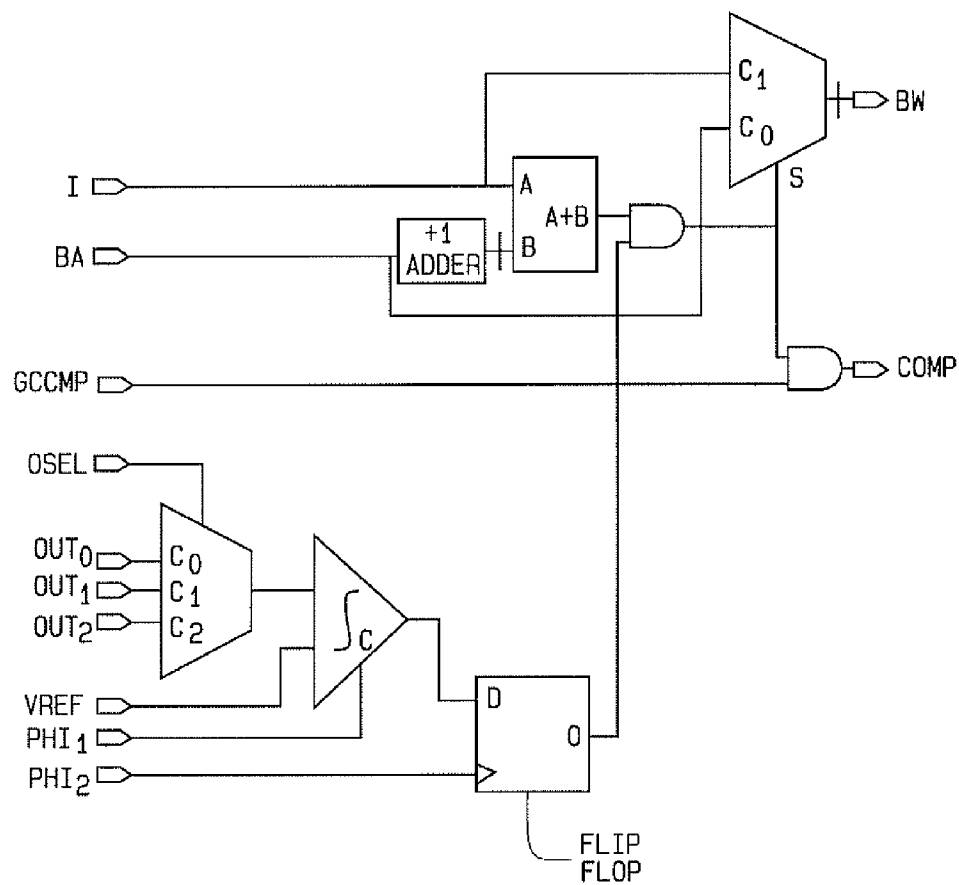 C1
BW
C0
I
A
S
A+B
+1
BA
ADDER
B
GCCMP
COMP
OSEL
OUT0
C0
OUT1
C1
OUT2
C2
C
VREF
D
PHI1
O
PHI2
FLIP
FLOP